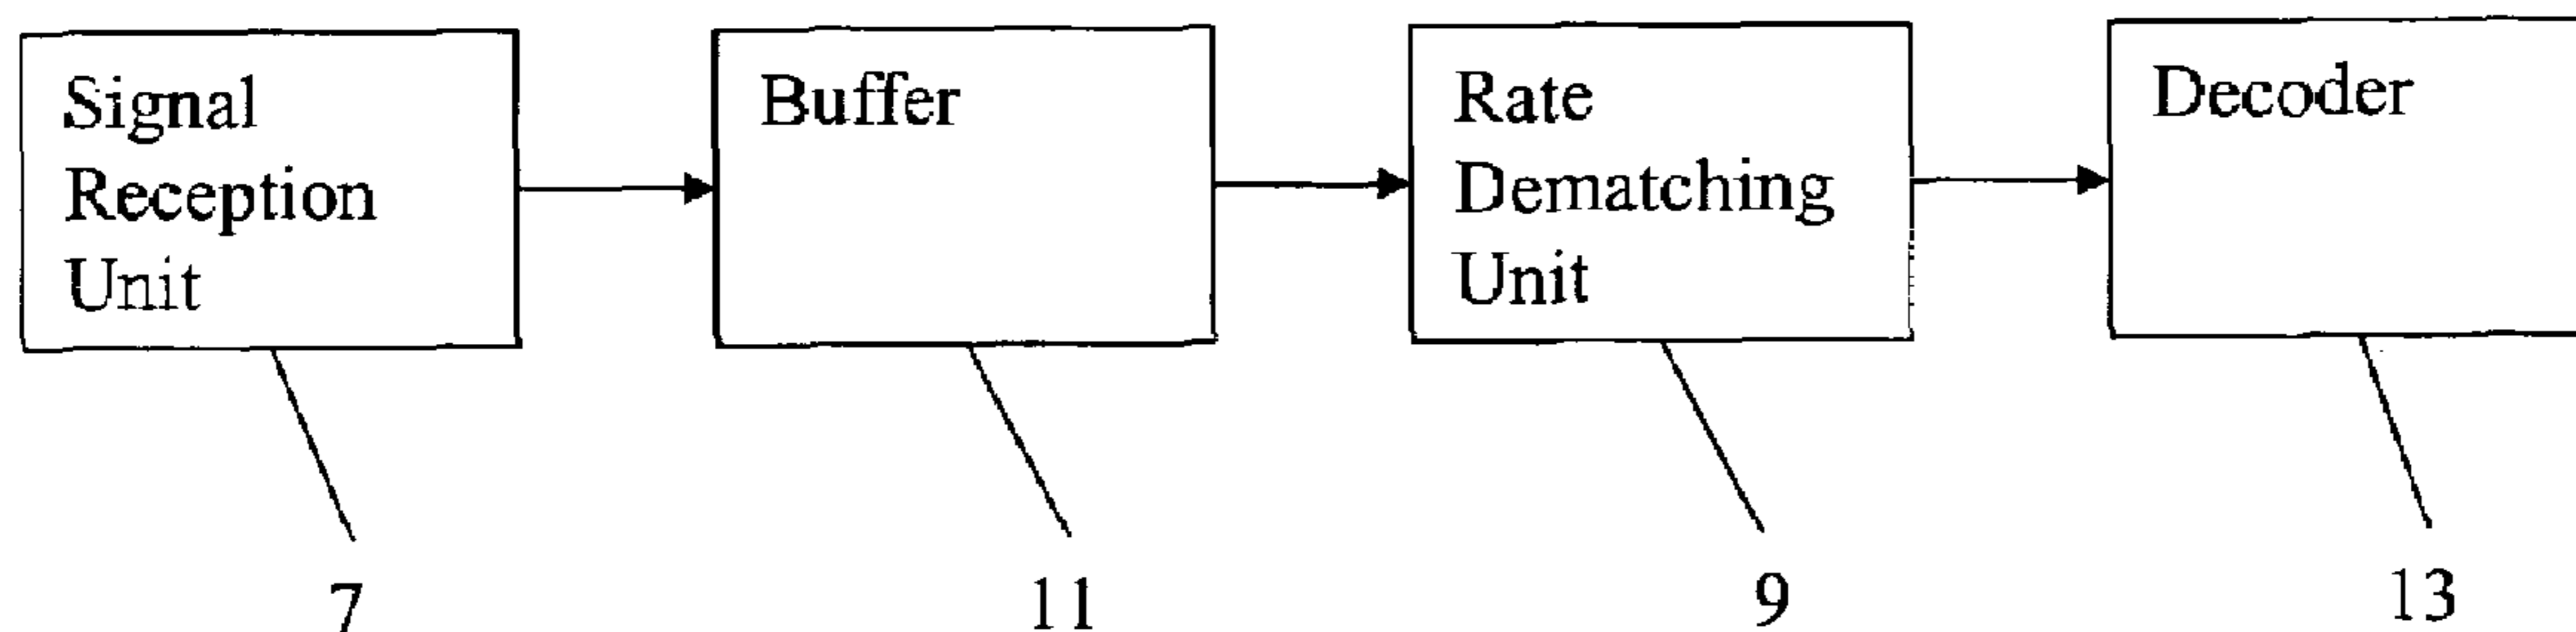 Signal
Reception
Unit
Buffer
Rate
Dematching
Unit
Decoder
7
11
9
13